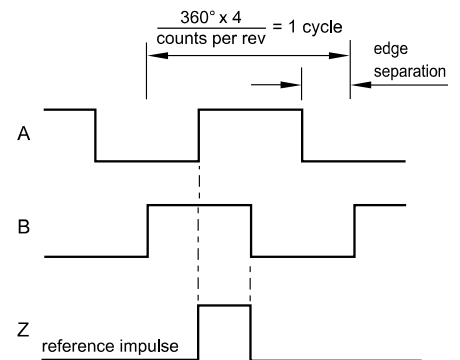 360° x 4
counts per rev
= 1 cycle
edge
separation
A
B
Z
reference impulse